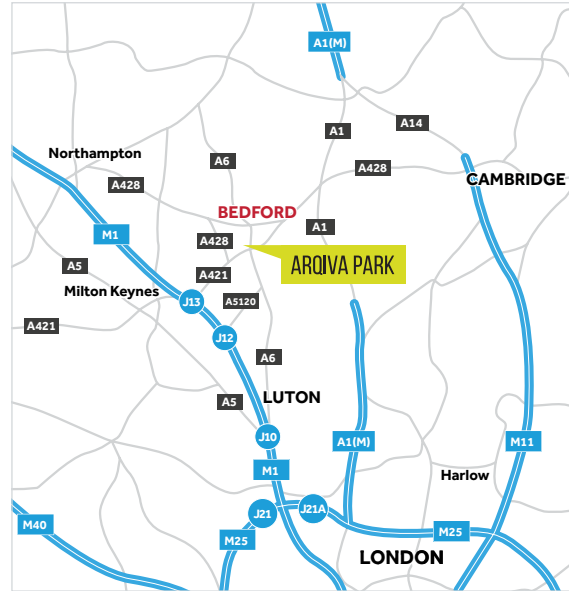 A1(M)
A14
A1
Northampton
A6
A428
CAMBRIDGE
A428
BEDFORD
A1
M1
A428
ARQIVA PARK
A5
A421
Milton Keynes
J13
A5120
A421
J12
A6
A5
LUTON
J10
A1(M)
M11
M1
Harlow
J21
J21A
M40
M25
M25
LONDON